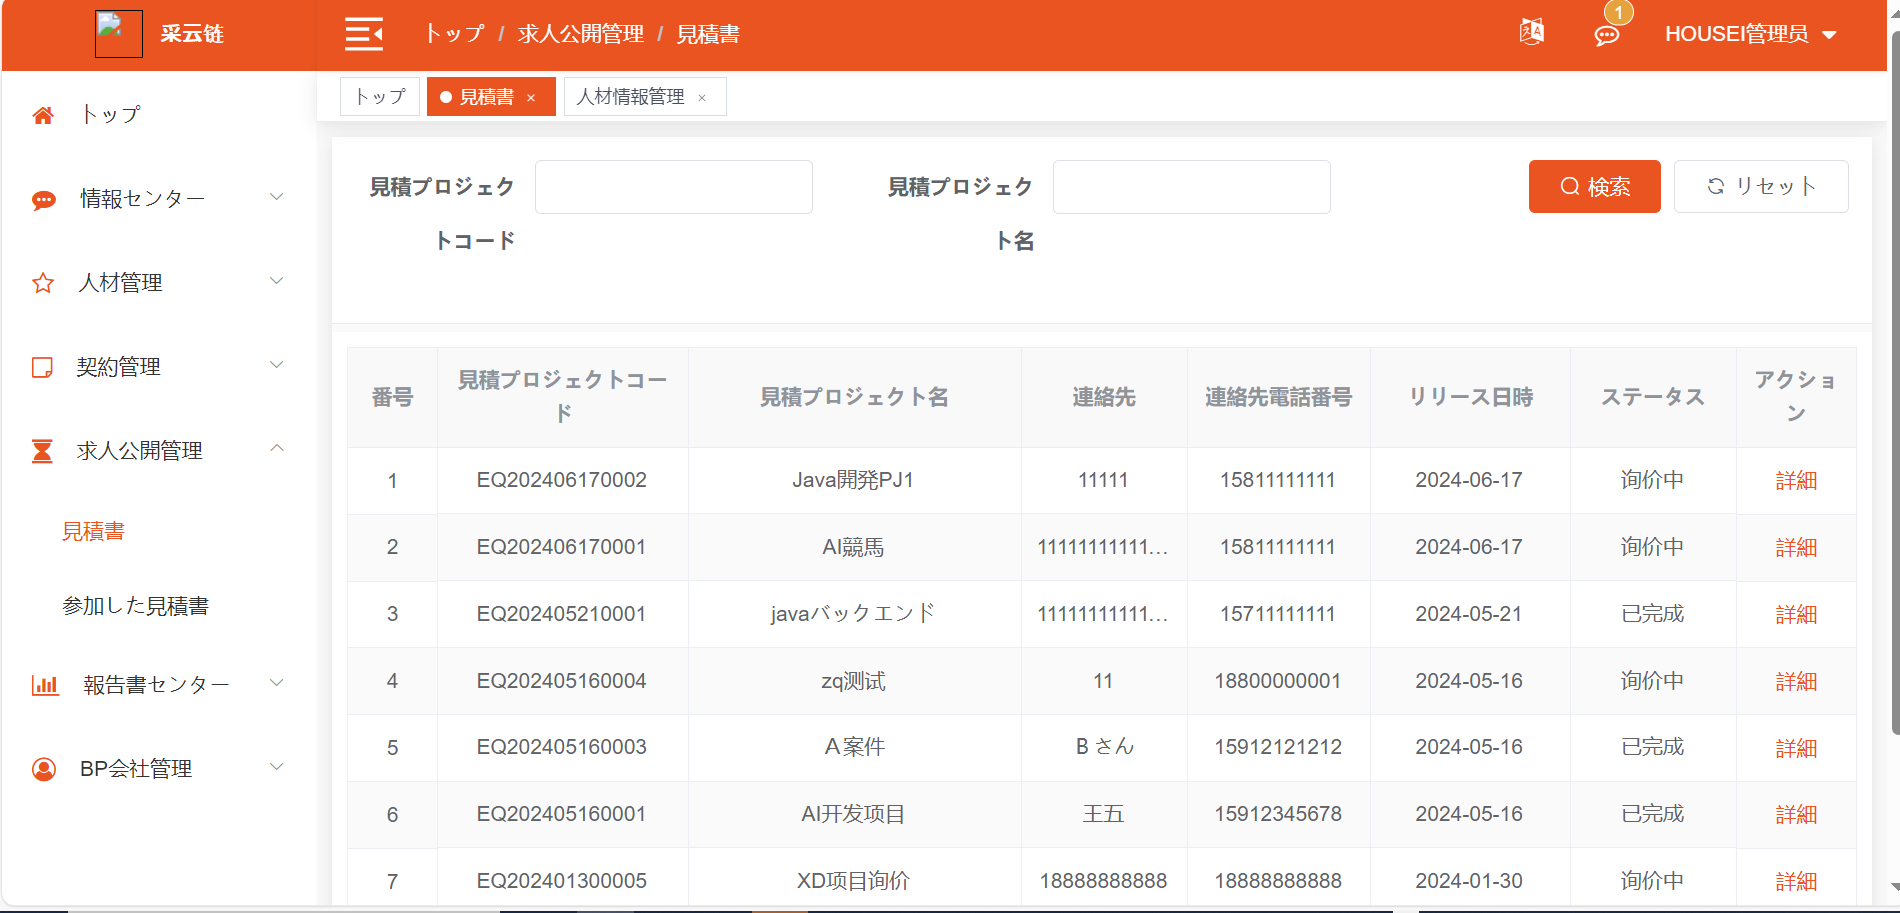 采云链
トップ / 求人公開管理 / 見積書
1
HOUSEI管理员
トップ
見積書 ×
人材情報管理 ×
トップ
情報センター
人材管理
契約管理
求人公開管理
見積書
参加した見積書
報告書センター
BP会社管理
見積プロジェク
トコード
見積プロジェク
ト名
検索
リセット
番号 見積プロジェクトコー
ド 見積プロジェクト名 連絡先 連絡先電話番号 リリース日時 ステータス アクショ
ン
1 EQ202406170002 Java開発PJ1 11111 15811111111 2024-06-17 询价中 詳細
2 EQ202406170001 AI競馬 11111111111... 15811111111 2024-06-17 询价中 詳細
3 EQ202405210001 javaバックエンド 11111111111... 15711111111 2024-05-21 已完成 詳細
4 EQ202405160004 zq测试 11 18800000001 2024-05-16 询价中 詳細
5 EQ202405160003 A案件 Bさん 15912121212 2024-05-16 已完成 詳細
6 EQ202405160001 AI开发项目 王五 15912345678 2024-05-16 已完成 詳細
7 EQ202401300005 XD项目询价 18888888888 18888888888 2024-01-30 询价中 詳細